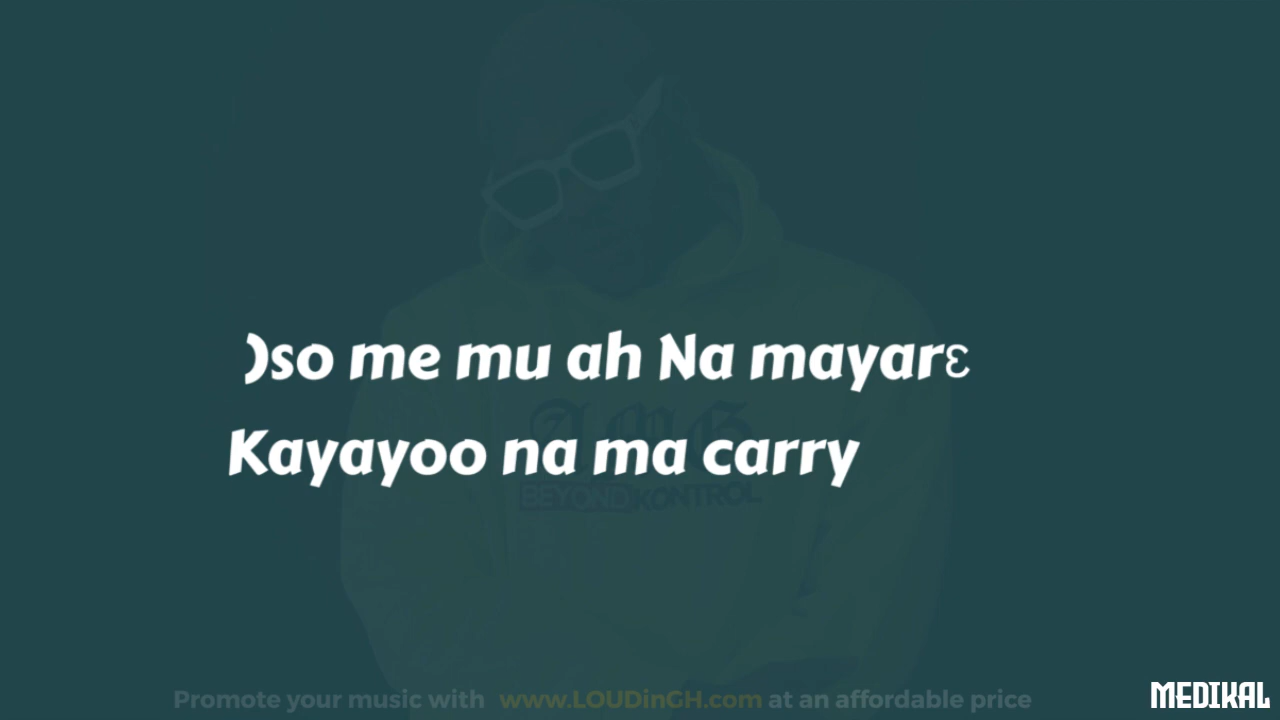 )so me mu ah Na mayarɛ
Kayayoo na ma carry
A M G
BEYOND KONTROL
Promote your music with www.LOUDinGH.com at an affordable price
MEDIKAL